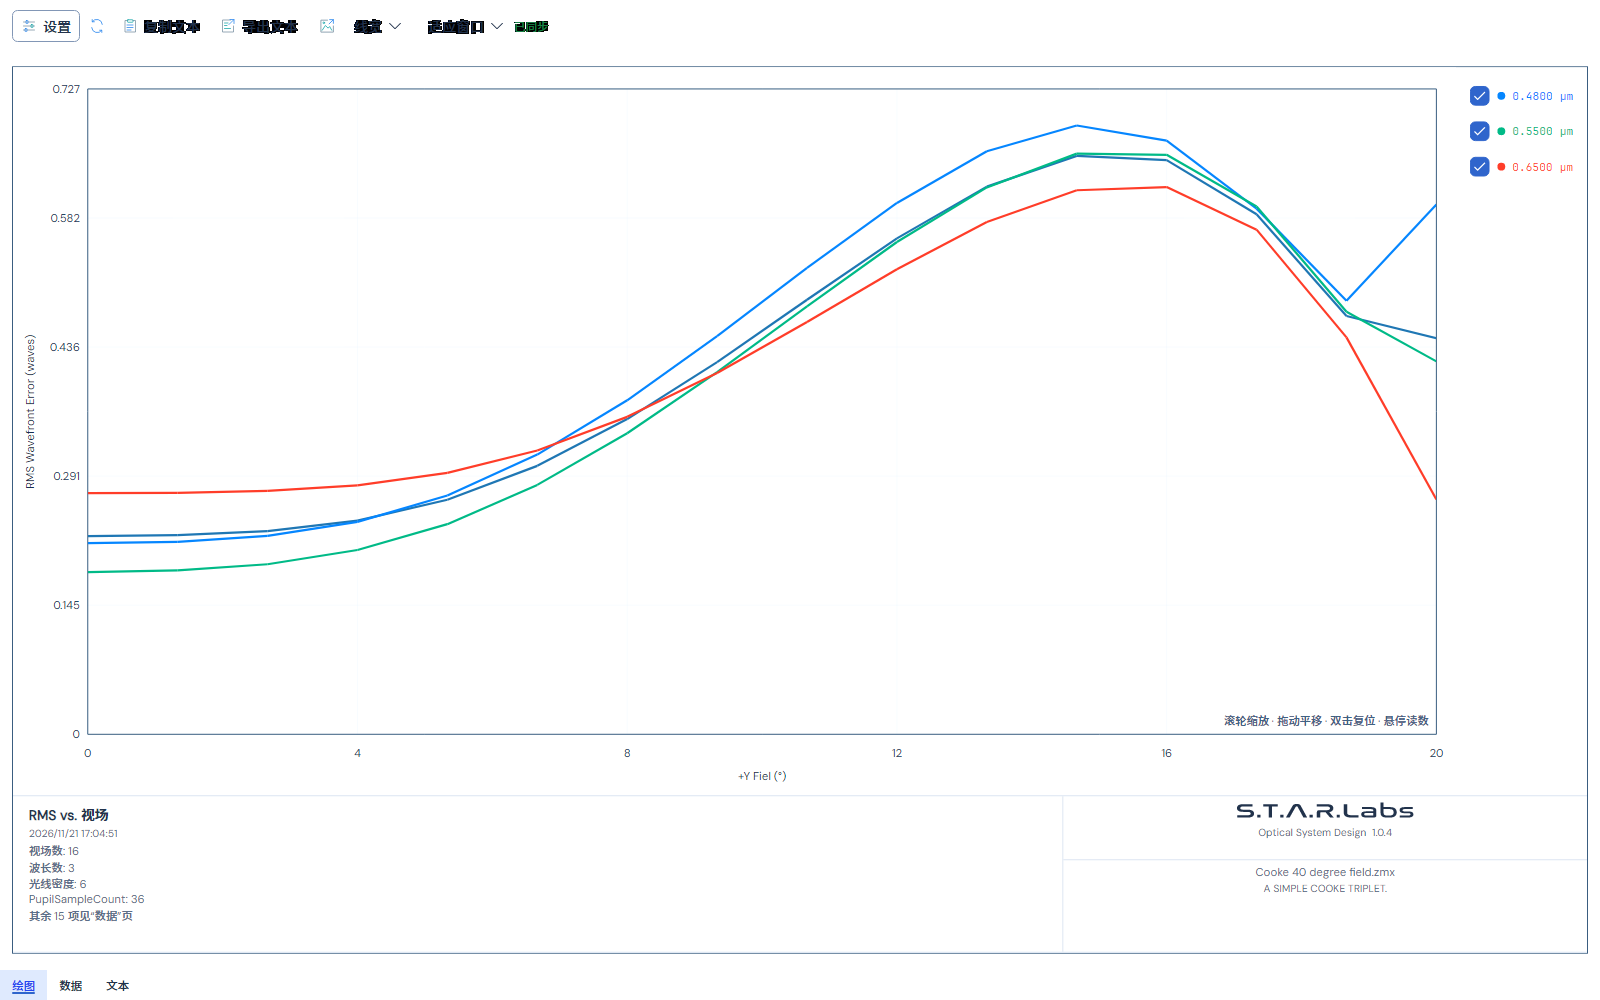 设置
0.727
0.582
0.436
0.291
0.145
0
0
4
8
12
16
20
RMS Wavefront Error (waves)
+Y Fiel (°)
0.4800 µm
0.5500 µm
0.6500 µm
滚轮缩放 · 拖动平移 · 双击复位 · 悬停读数
RMS vs. 视场
2026/11/21 17:04:51
视场数: 16
波长数: 3
光线密度: 6
PupilSampleCount: 36
其余 15 项见“数据”页
S.T.A.R.Labs
Optical System Design 1.0.4
Cooke 40 degree field.zmx
A SIMPLE COOKE TRIPLET.
绘图
数据
文本